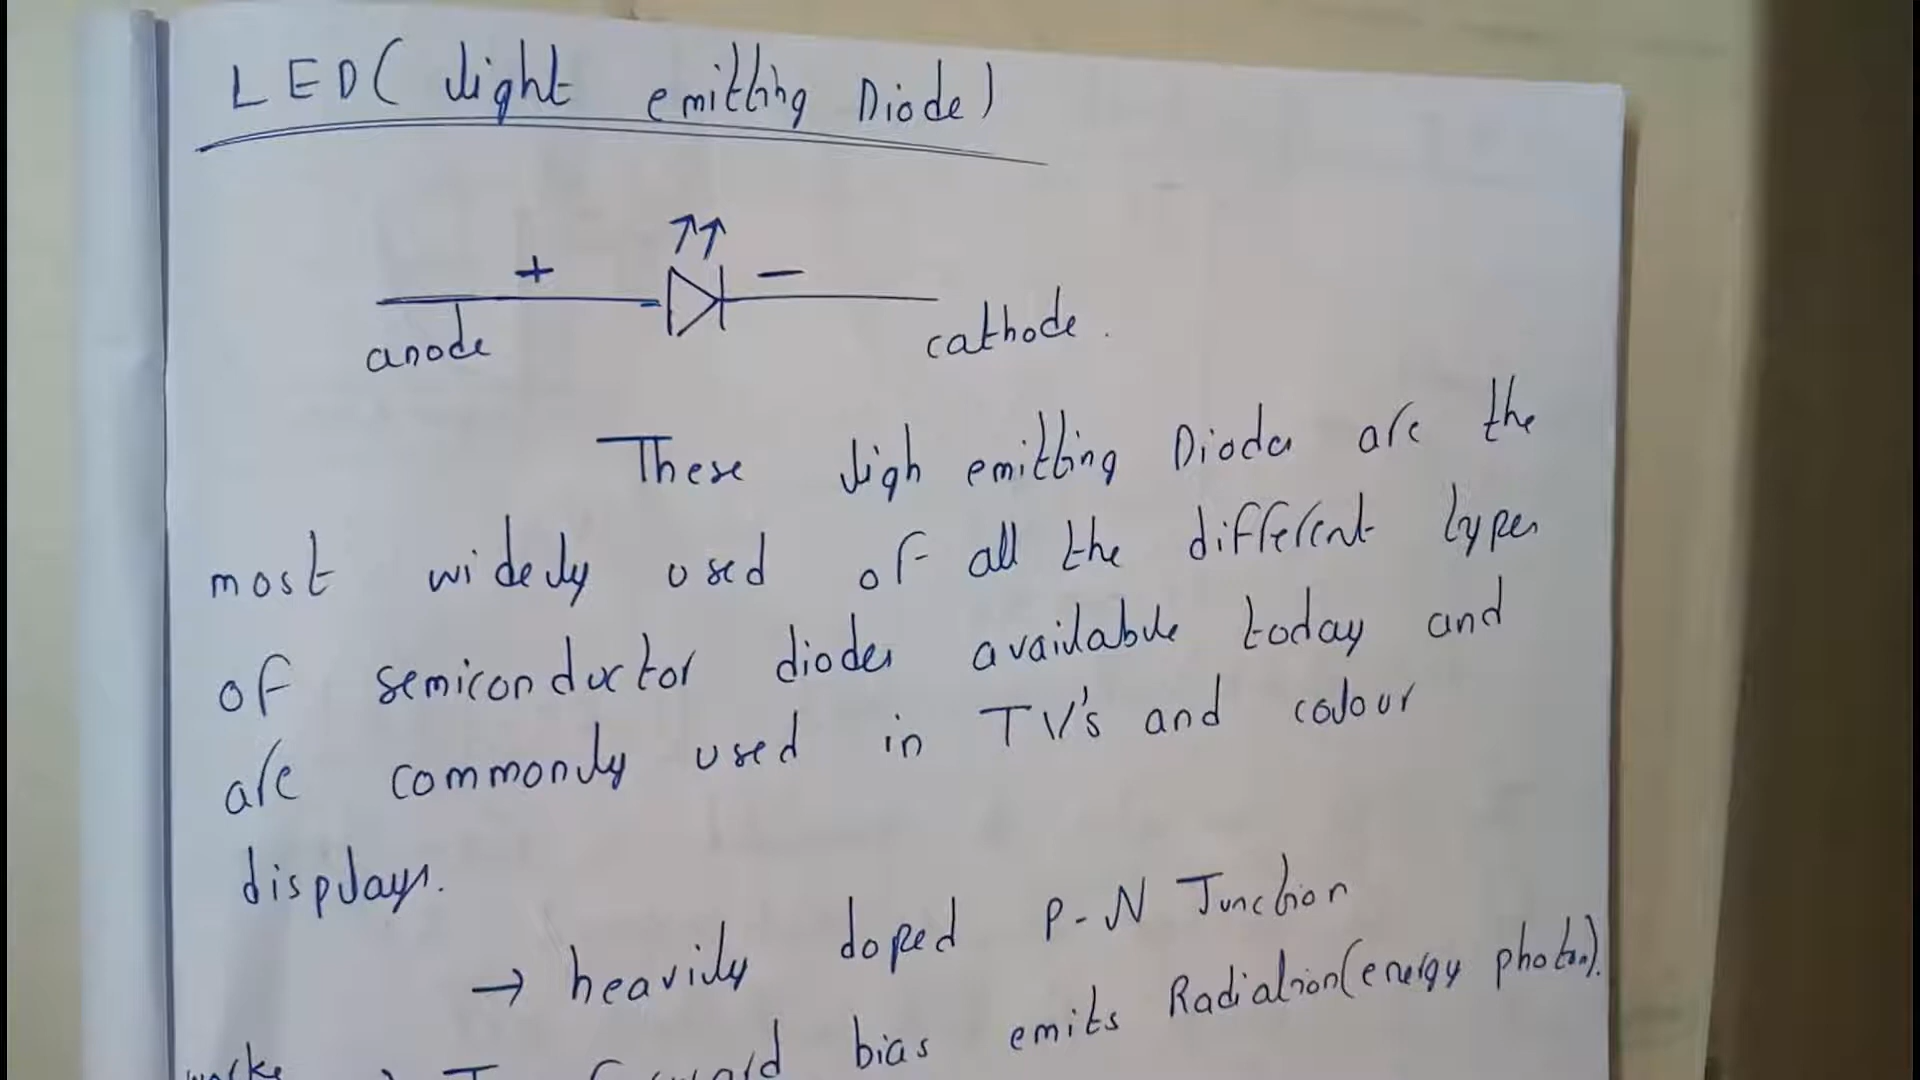 LED( Light emitting Diode)
+ −
anode cathode.
These Ligh emitting Diodes are the
most widely used of all the different types
of semiconductor diodes available today and
are commonly used in TV's and colour
displays.
→ heavily doped P-N Junction
bias emits Radiation(energy photon).